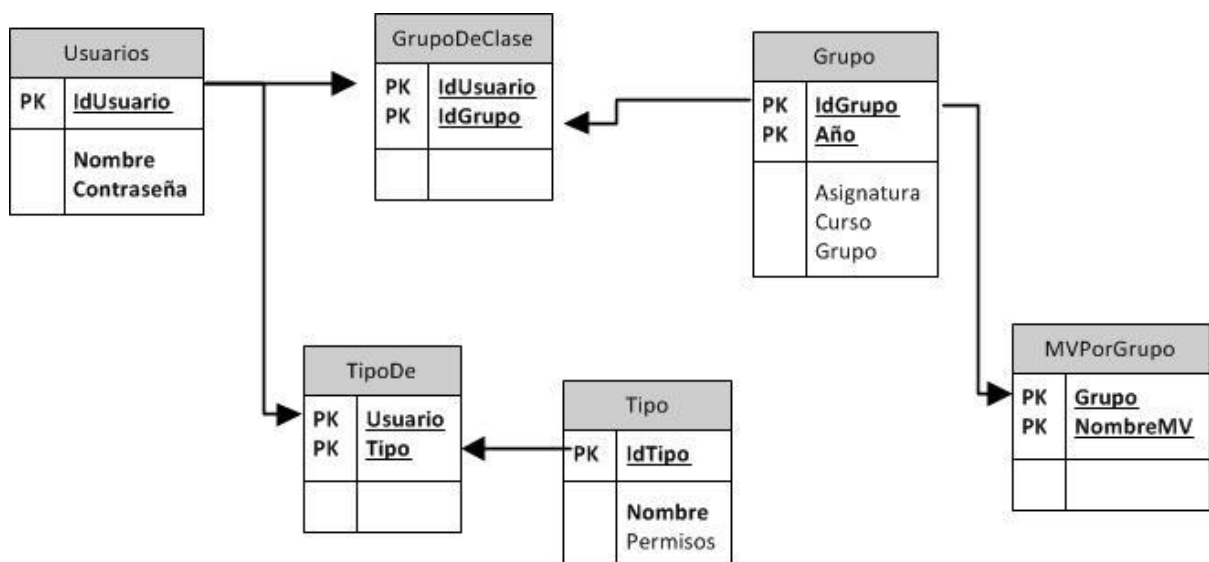 Usuarios
PK IdUsuario
Nombre
Contraseña
GrupoDeClase
PK IdUsuario
PK IdGrupo
Grupo
PK IdGrupo
PK Año
Asignatura
Curso
Grupo
TipoDe
PK Usuario
PK Tipo
Tipo
PK IdTipo
Nombre
Permisos
MVPorGrupo
PK Grupo
PK NombreMV